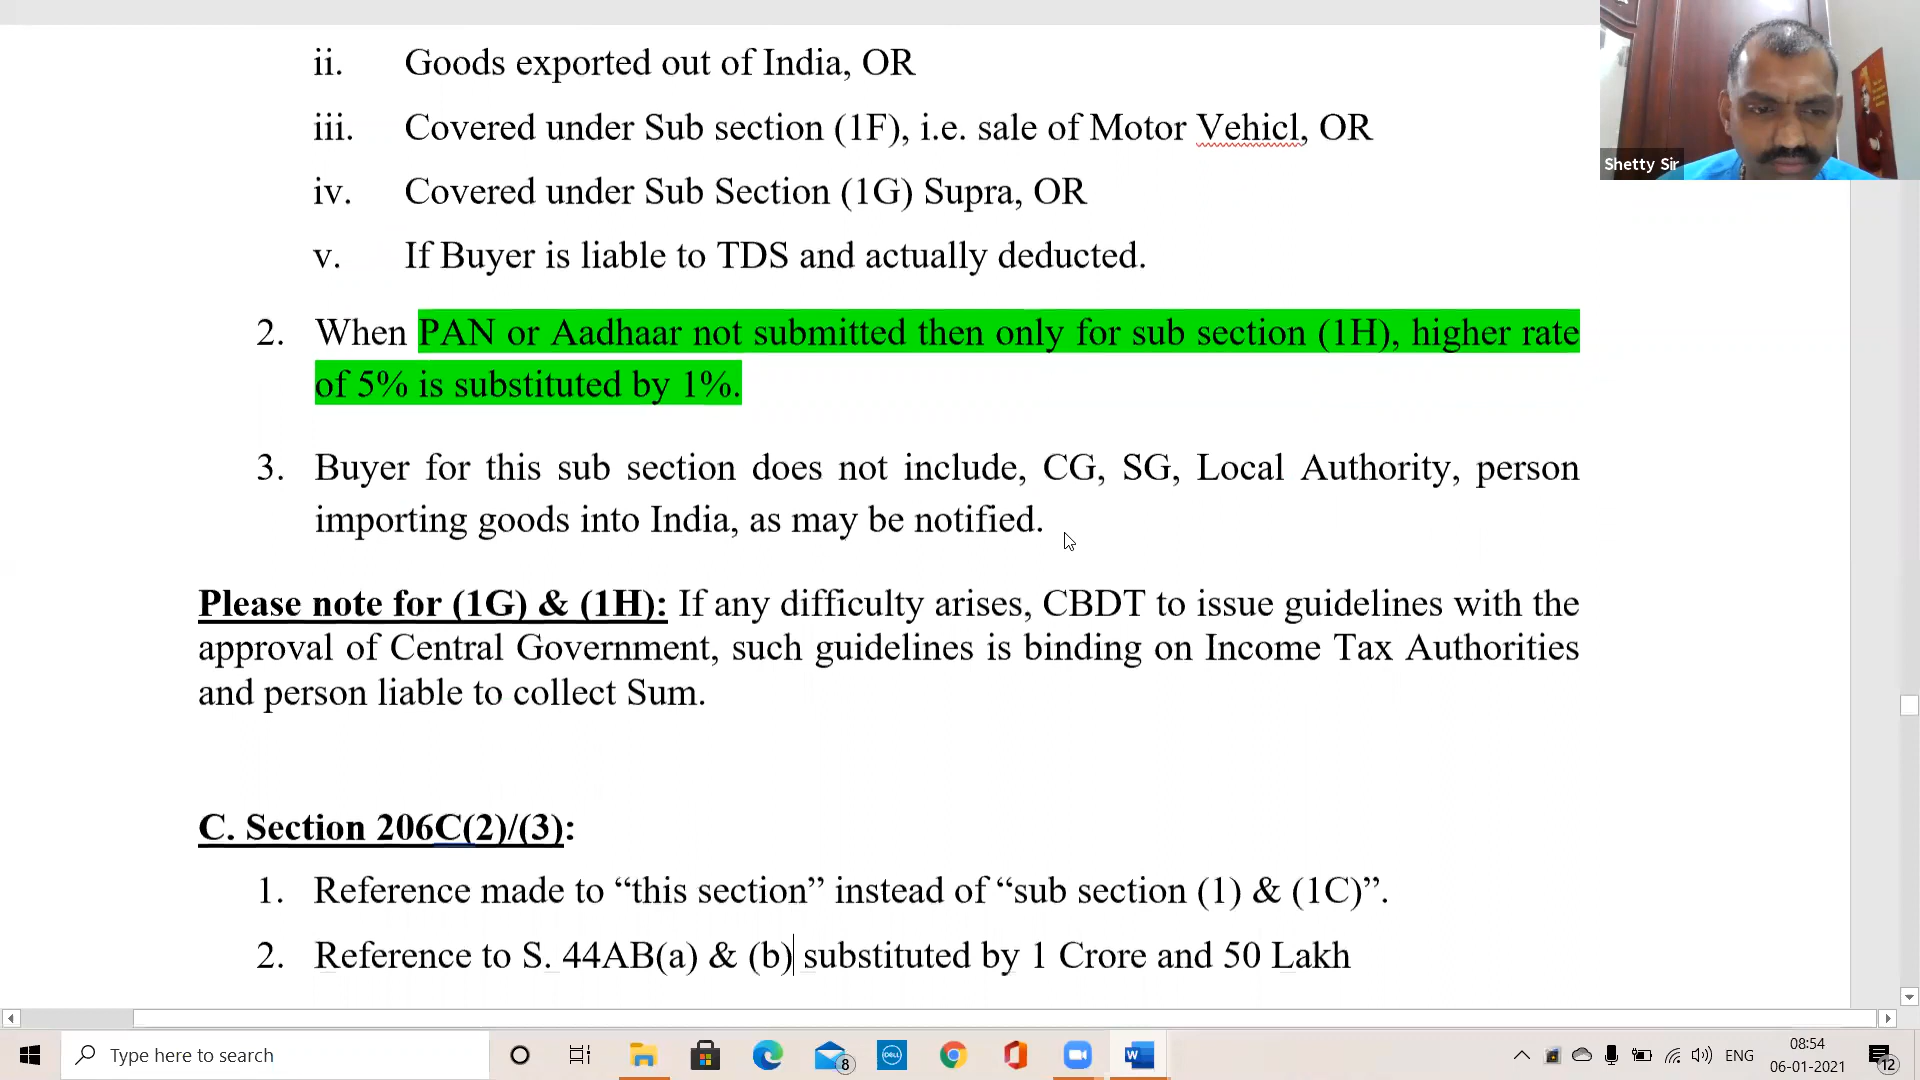 ii. Goods exported out of India, OR
iii. Covered under Sub section (1F), i.e. sale of Motor Vehicl, OR
iv. Covered under Sub Section (1G) Supra, OR
v. If Buyer is liable to TDS and actually deducted.
2. When PAN or Aadhaar not submitted then only for sub section (1H), higher rate
of 5% is substituted by 1%.
3. Buyer for this sub section does not include, CG, SG, Local Authority, person
importing goods into India, as may be notified.
Please note for (1G) & (1H): If any difficulty arises, CBDT to issue guidelines with the
approval of Central Government, such guidelines is binding on Income Tax Authorities
and person liable to collect Sum.
C. Section 206C(2)/(3):
1. Reference made to “this section” instead of “sub section (1) & (1C)”.
2. Reference to S. 44AB(a) & (b) substituted by 1 Crore and 50 Lakh
Shetty Sir
Type here to search
8
DELL
W
ENG
08:54
06-01-2021
12